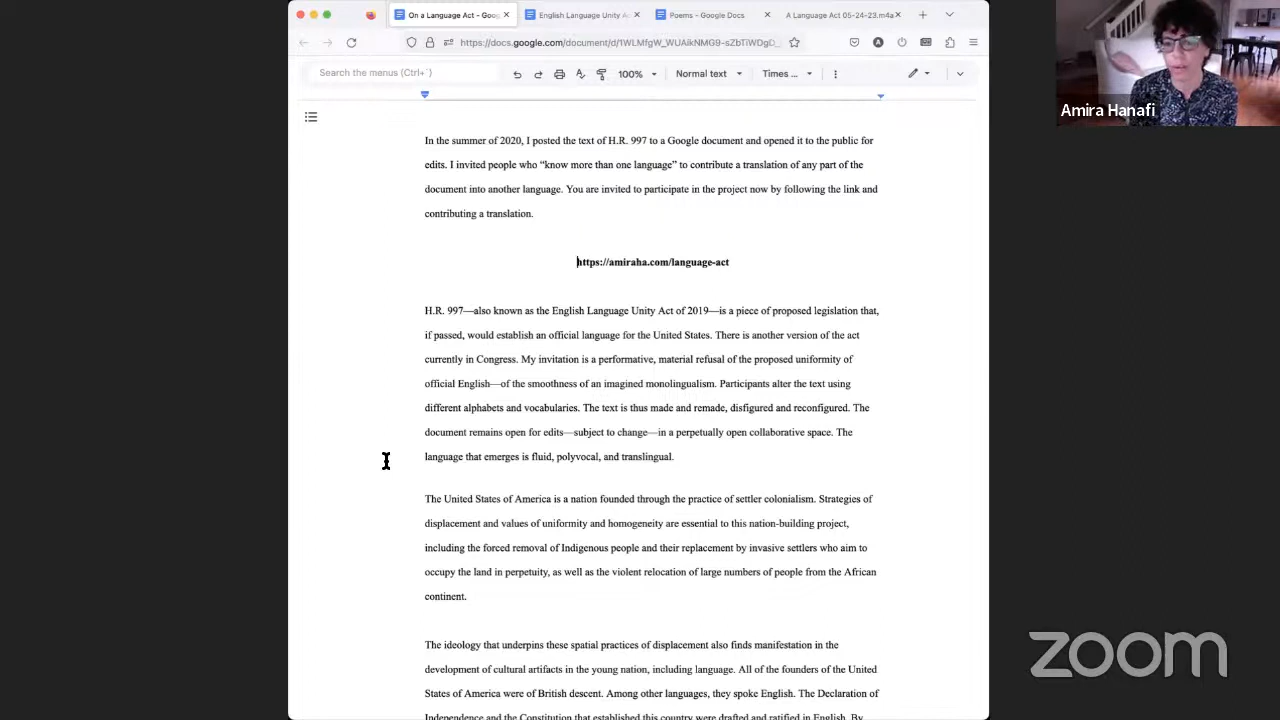 On a Language Act - Goo
English Language Unity A
Poems - Google Docs
A Language Act 05-24-23.m4a
https://docs.google.com/document/d/1WLMfgW_WUAikNMG9-sZbTiWDgD_
Search the menus (Ctrl+`)
100%
Normal text
Times ...
In the summer of 2020, I posted the text of H.R. 997 to a Google document and opened it to the public for
edits. I invited people who “know more than one language” to contribute a translation of any part of the
document into another language. You are invited to participate in the project now by following the link and
contributing a translation.
https://amiraha.com/language-act
H.R. 997—also known as the English Language Unity Act of 2019—is a piece of proposed legislation that,
if passed, would establish an official language for the United States. There is another version of the act
currently in Congress. My invitation is a performative, material refusal of the proposed uniformity of
official English—of the smoothness of an imagined monolingualism. Participants alter the text using
different alphabets and vocabularies. The text is thus made and remade, disfigured and reconfigured. The
document remains open for edits—subject to change—in a perpetually open collaborative space. The
language that emerges is fluid, polyvocal, and translingual.
The United States of America is a nation founded through the practice of settler colonialism. Strategies of
displacement and values of uniformity and homogeneity are essential to this nation-building project,
including the forced removal of Indigenous people and their replacement by invasive settlers who aim to
occupy the land in perpetuity, as well as the violent relocation of large numbers of people from the African
continent.
The ideology that underpins these spatial practices of displacement also finds manifestation in the
development of cultural artifacts in the young nation, including language. All of the founders of the United
States of America were of British descent. Among other languages, they spoke English. The Declaration of
Independence and the Constitution that established this country were drafted and ratified in English. By
Amira Hanafi
zoom